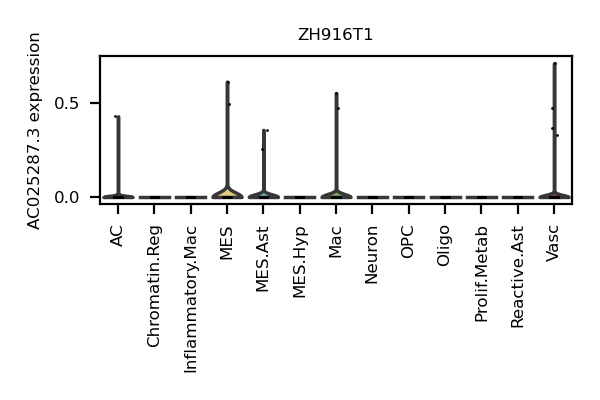 ZH916T1
AC025287.3 expression
0.5
0.0
AC
Chromatin.Reg
Inflammatory.Mac
MES
MES.Ast
MES.Hyp
Mac
Neuron
OPC
Oligo
Prolif.Metab
Reactive.Ast
Vasc